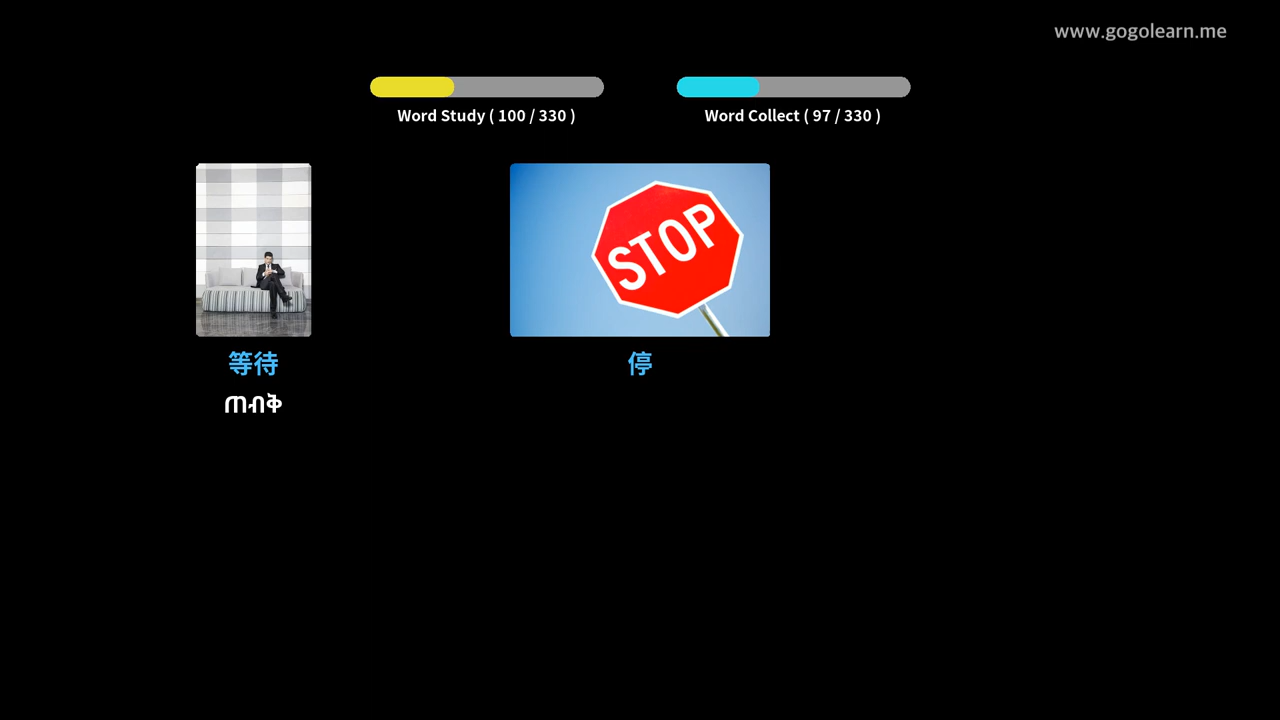 www.gogolearn.me
Word Study ( 100 / 330 )
Word Collect ( 97 / 330 )
STOP
等待
停
ጠብቅ